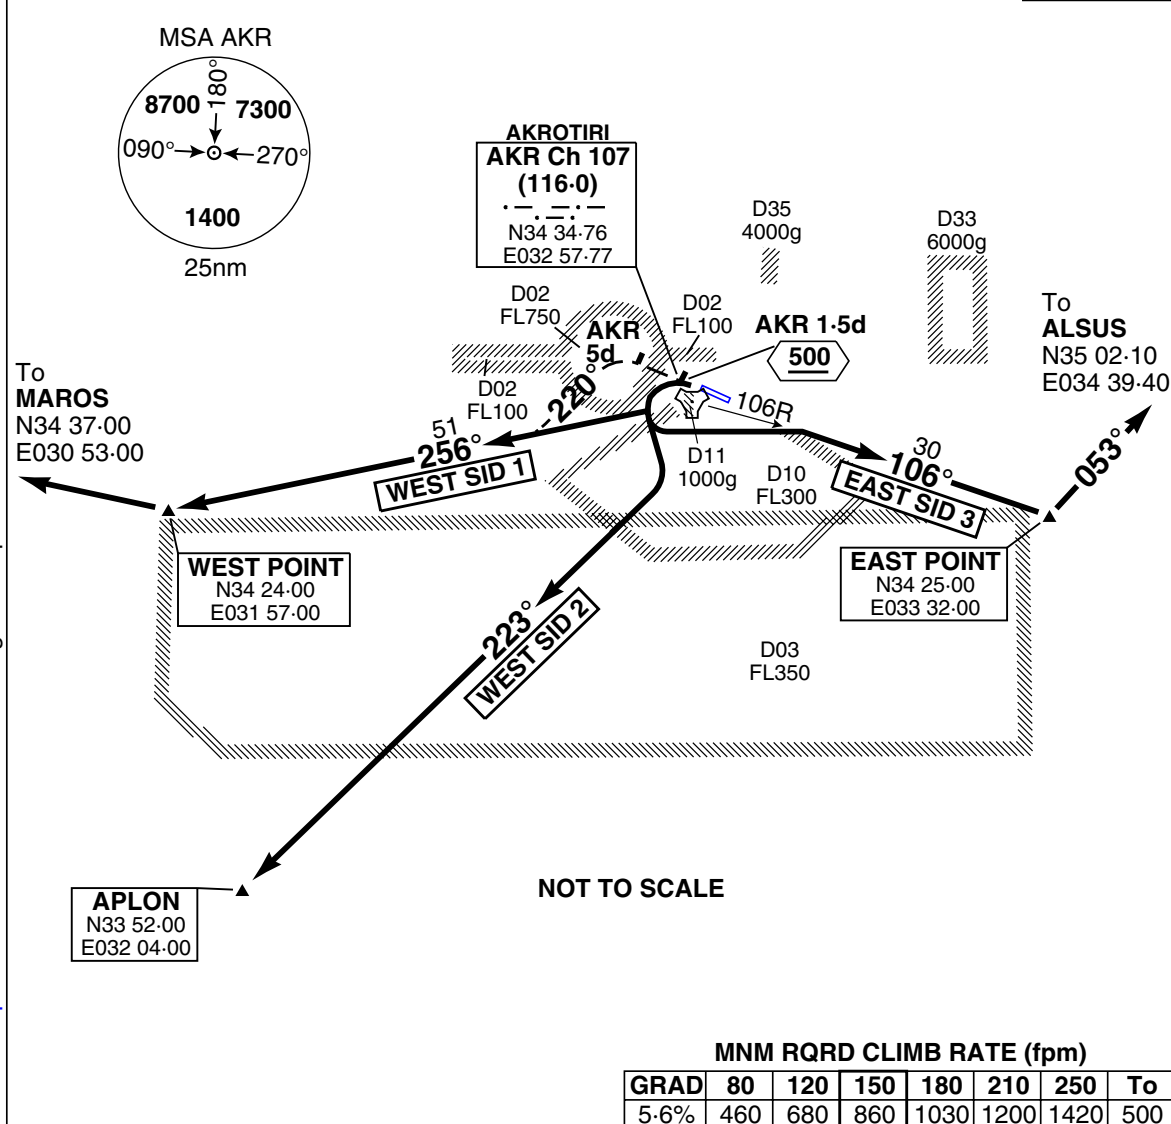 MSA AKR
180°
8700
7300
090°
270°
1400
25nm
AKROTIRI
AKR Ch 107
(116·0)
N34 34·76
E032 57·77
D35
4000g
D33
6000g
D02
FL750
AKR
5d
D02
FL100
AKR 1·5d
500
To
ALSUS
N35 02·10
E034 39·40
To
MAROS
N34 37·00
E030 53·00
D02
FL100
220°
51
256°
WEST SID 1
106R
D11
1000g
D10
FL300
30
106°
EAST SID 3
053°
WEST POINT
N34 24·00
E031 57·00
EAST POINT
N34 25·00
E033 32·00
223°
WEST SID 2
D03
FL350
APLON
N33 52·00
E032 04·00
NOT TO SCALE
MNM RQRD CLIMB RATE (fpm)
GRAD 80 120 150 180 210 250 To
5·6% 460 680 860 1030 1200 1420 500